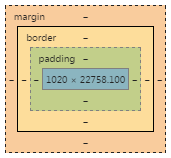 margin –
border –
padding –
– – – 1020 × 22758.100 – – –
–
–
–